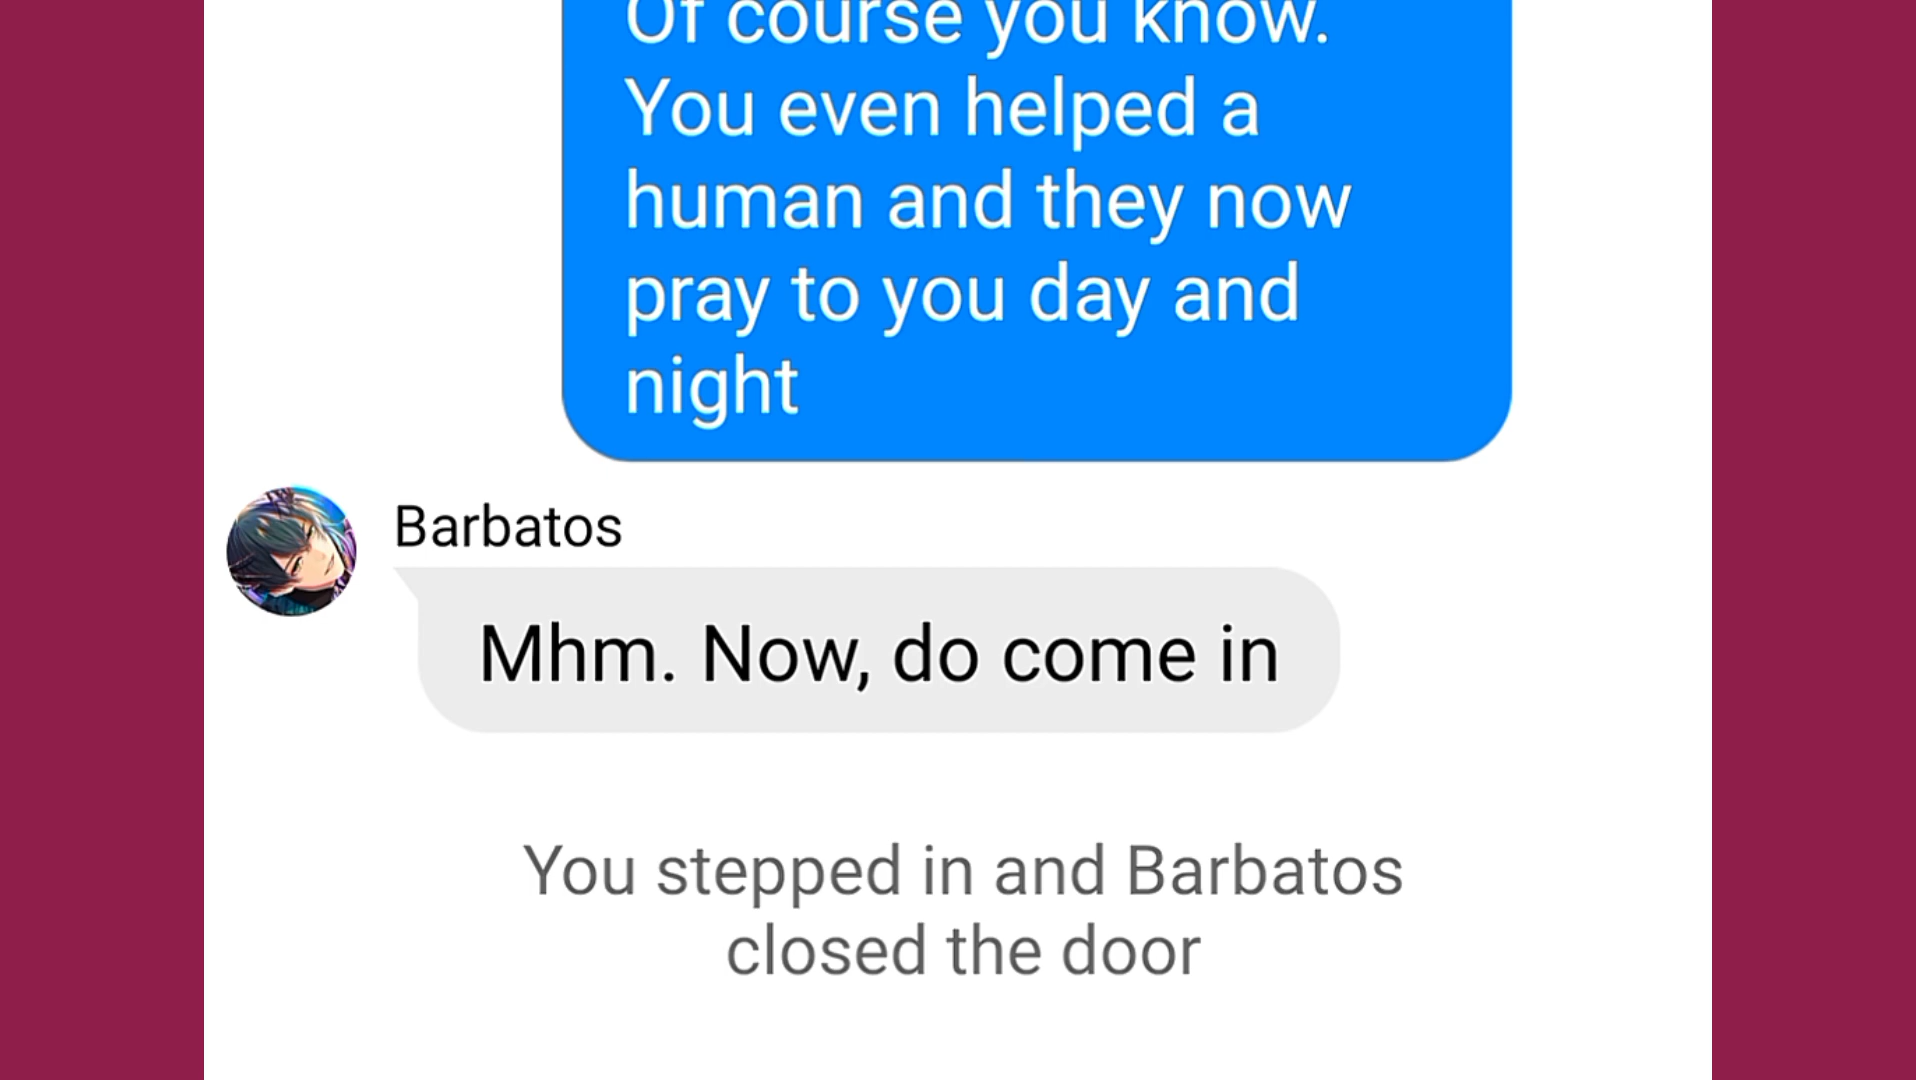 Of course you know.
You even helped a
human and they now
pray to you day and
night
Barbatos
Mhm. Now, do come in
You stepped in and Barbatos
closed the door